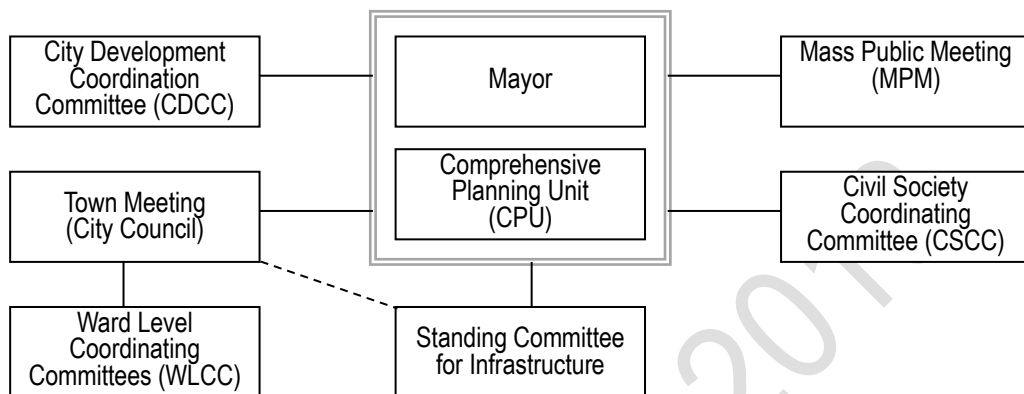 City Development
Coordination
Committee (CDCC)
Mayor
Mass Public Meeting
(MPM)
Town Meeting
(City Council)
Comprehensive
Planning Unit
(CPU)
Civil Society
Coordinating
Committee (CSCC)
Ward Level
Coordinating
Committees (WLCC)
Standing Committee
for Infrastructure